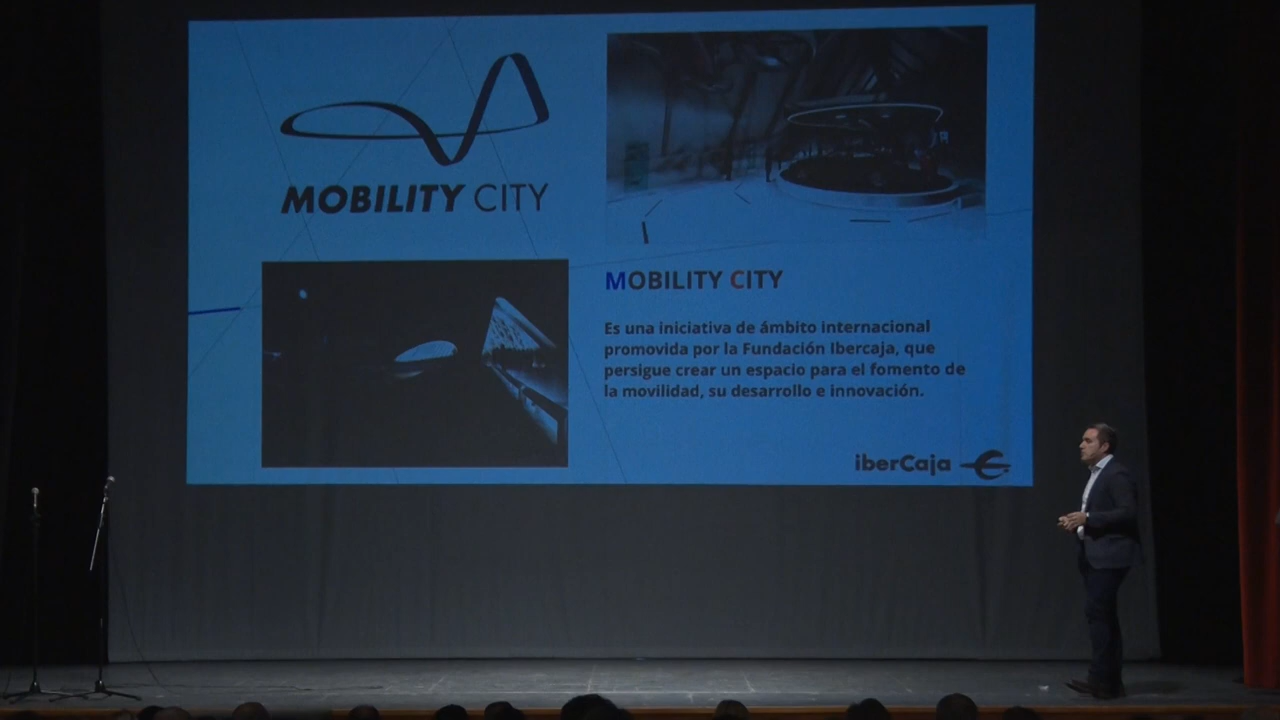 MOBILITY CITY
MOBILITY CITY
Es una iniciativa de ámbito internacional
promovida por la Fundación Ibercaja, que
persigue crear un espacio para el fomento de
la movilidad, su desarrollo e innovación.
iberCaja